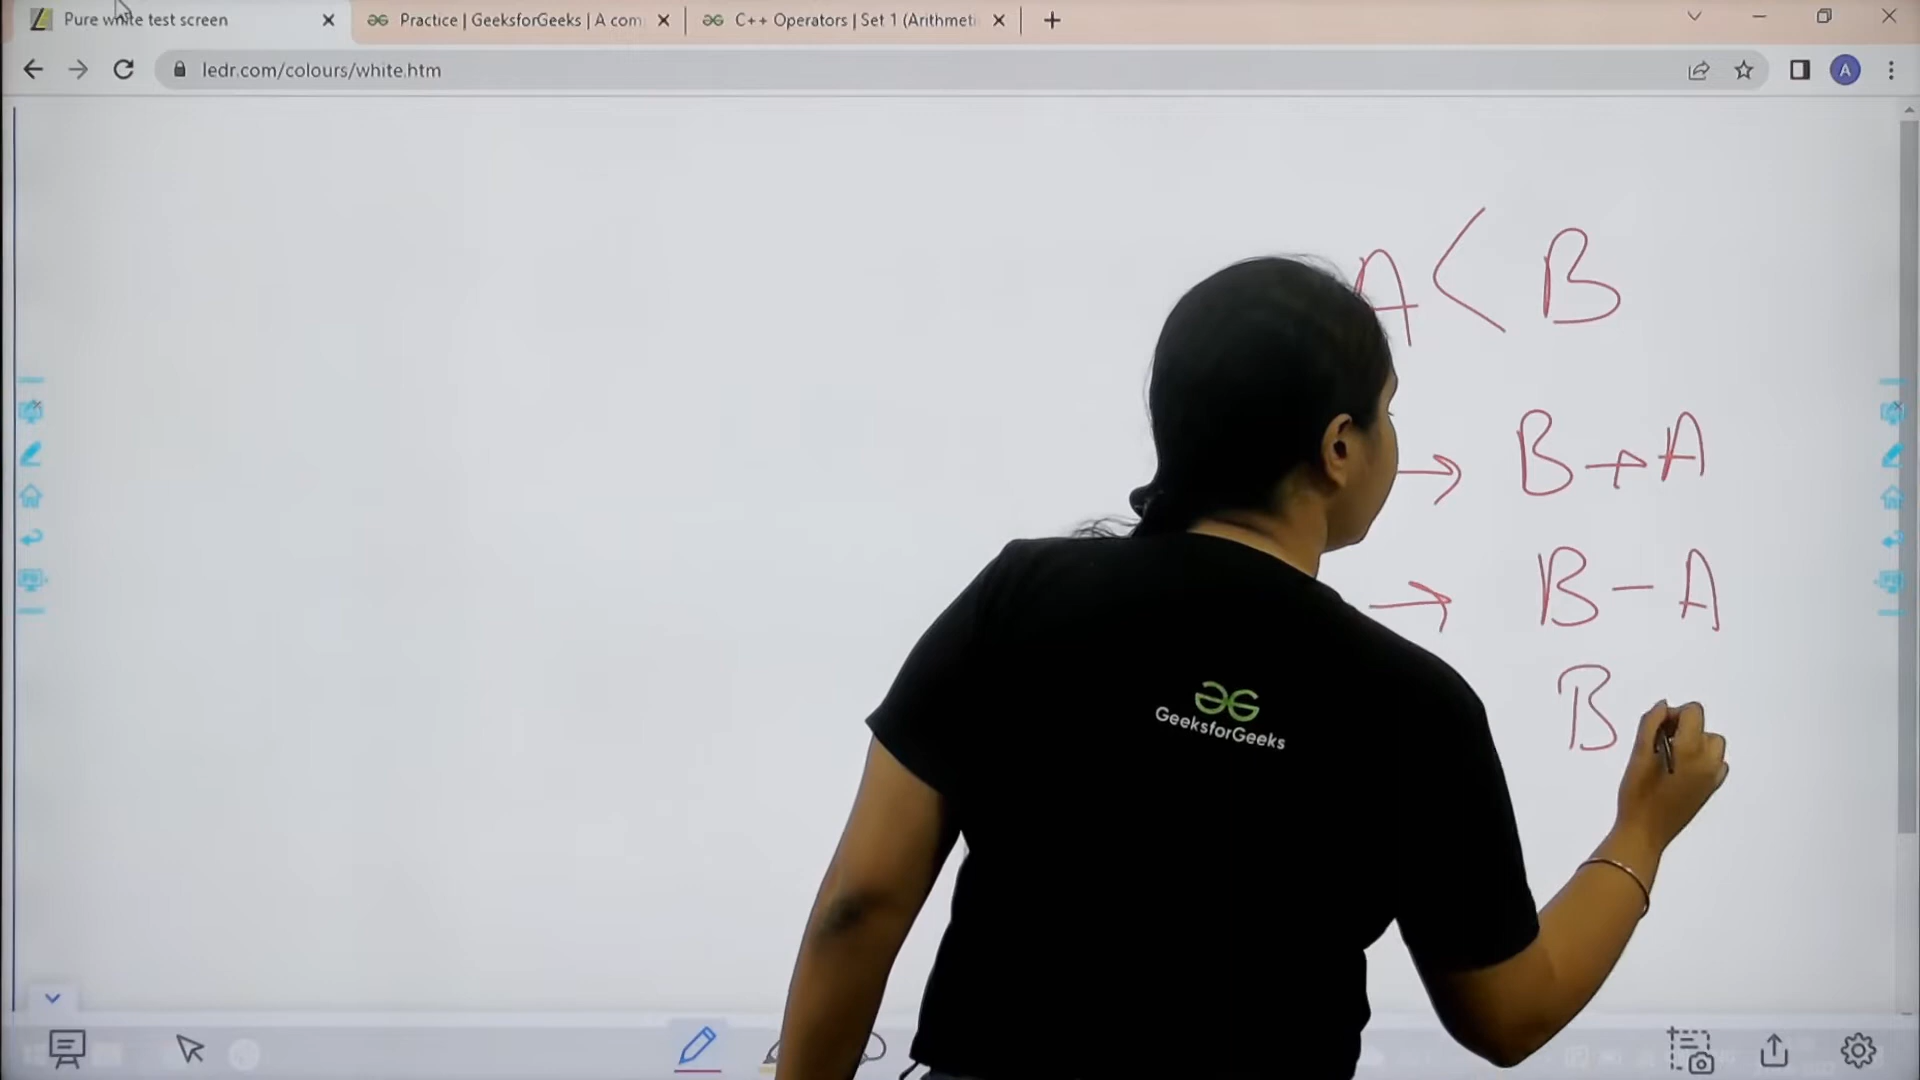 Pure white test screen
Practice | GeeksforGeeks | A com
C++ Operators | Set 1 (Arithmeti
ledr.com/colours/white.htm
A
A < B
→ B + A
→ B - A
B
GeeksforGeeks